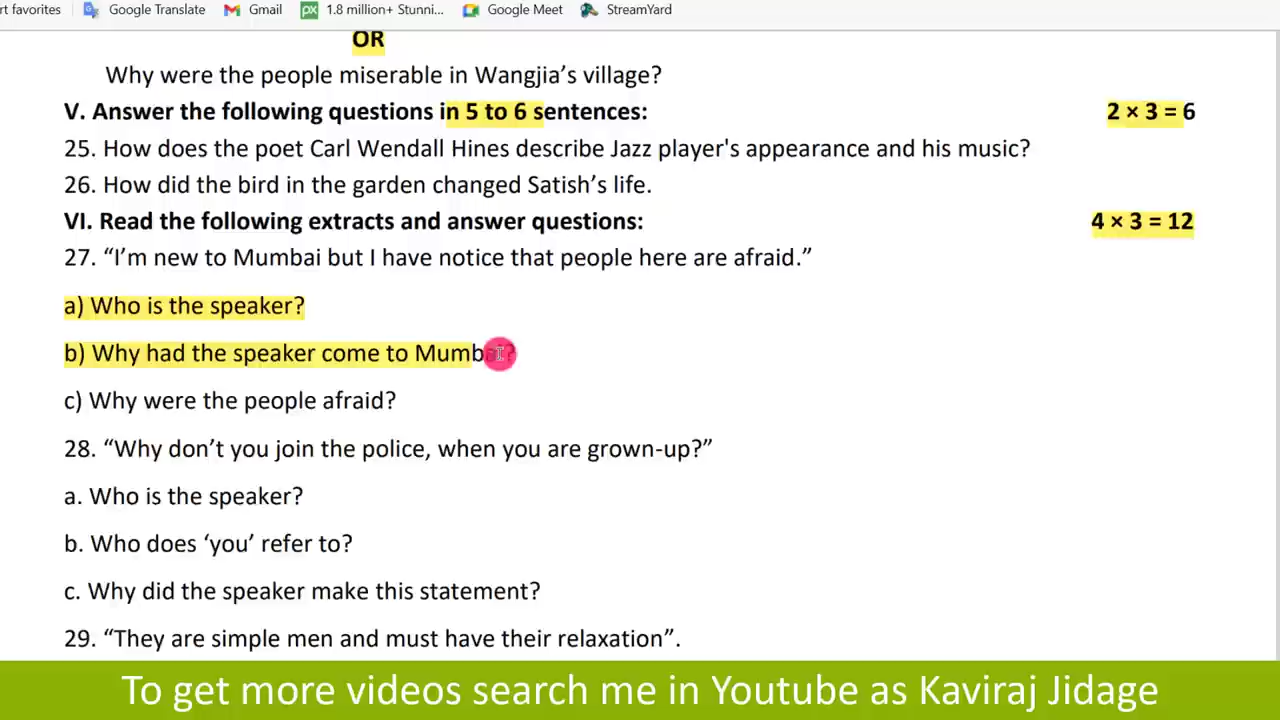 rt favorites
Google Translate
Gmail
1.8 million+ Stunni...
Google Meet
StreamYard
OR
Why were the people miserable in Wangjia’s village?
V. Answer the following questions in 5 to 6 sentences: 2 × 3 = 6
25. How does the poet Carl Wendall Hines describe Jazz player's appearance and his music?
26. How did the bird in the garden changed Satish’s life.
VI. Read the following extracts and answer questions: 4 × 3 = 12
27. “I’m new to Mumbai but I have notice that people here are afraid.”
a) Who is the speaker?
b) Why had the speaker come to Mumbai?
c) Why were the people afraid?
28. “Why don’t you join the police, when you are grown-up?”
a. Who is the speaker?
b. Who does ‘you’ refer to?
c. Why did the speaker make this statement?
29. “They are simple men and must have their relaxation”.
To get more videos search me in Youtube as Kaviraj Jidage